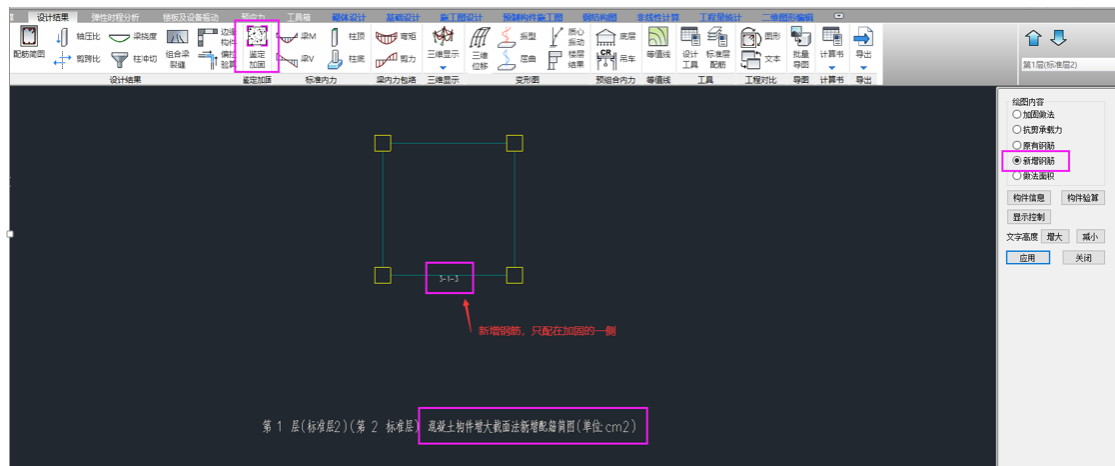 设计结果 弹性时程分析 楼板及设备振动 预应力 工具箱 砌体设计 基础设计 施工图设计 预制构件施工图 钢结构图 非线性计算 工程量统计 二维图形编辑
轴压比 梁挠度 边缘构件 梁M 柱顶 弯矩 振型 质心振动 底层 图形
配筋简图 组合梁裂缝 鉴定加固 三维显示 三维位移 等值线 设计工具 标准层配筋 批量导图 计算书 导出
剪跨比 柱冲切 偏拉验算 梁V 柱底 剪力 屈曲 楼层结果 吊车 文本
设计结果 鉴定加固 标准内力 梁内力包络 三维显示 变形图 预组合内力 等值线 工具 工程对比 导图 计算书 导出
第1层(标准层2)
绘图内容
加固做法
抗剪承载力
原有钢筋
新增钢筋
做法面积
构件信息 构件验算
显示控制
文字高度 增大 减小
应用 关闭
3-1-3
新增钢筋，只配在加固的一侧
第 1 层(标准层2)(第 2 标准层) 混凝土构件增大截面法新增配筋简图(单位:cm2)